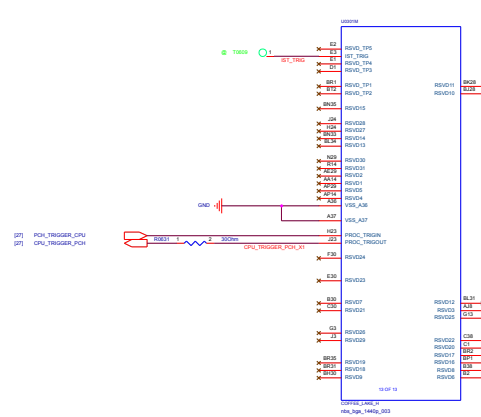 U0301M
E2 RSVD_TP5
T0609 1 E3 IST_TRIG
IST_TRIG E1 RSVD_TP4
D1 RSVD_TP3
BR1 RSVD_TP1 RSVD11 BK28
BT2 RSVD_TP2 RSVD10 BJ28
BN35 RSVD15
J24 RSVD28
H24 RSVD27
BN33 RSVD14
BL34 RSVD13
N29 RSVD30
R14 RSVD31
AE29 RSVD2
AA14 RSVD1
AP29 RSVD5
AP14 RSVD4
GND A36 VSS_A36
A37 VSS_A37
[27] PCH_TRIGGER_CPU H23 PROC_TRIGIN
[27] CPU_TRIGGER_PCH R0631 1 2 30Ohm J23 PROC_TRIGOUT
CPU_TRIGGER_PCH_X1
F30 RSVD24
E30 RSVD23
B30 RSVD7 RSVD12 BL31
C30 RSVD21 RSVD3 AJ8
RSVD25 G13
G3 RSVD26
J3 RSVD29 RSVD22 C38
RSVD20 C1
RSVD17 BR2
BR35 RSVD19 RSVD16 BP1
BR31 RSVD18 RSVD8 B38
BH30 RSVD9 RSVD6 B2
13 OF 13
COFFEE_LAKE_H
nbs_bga_1440p_003